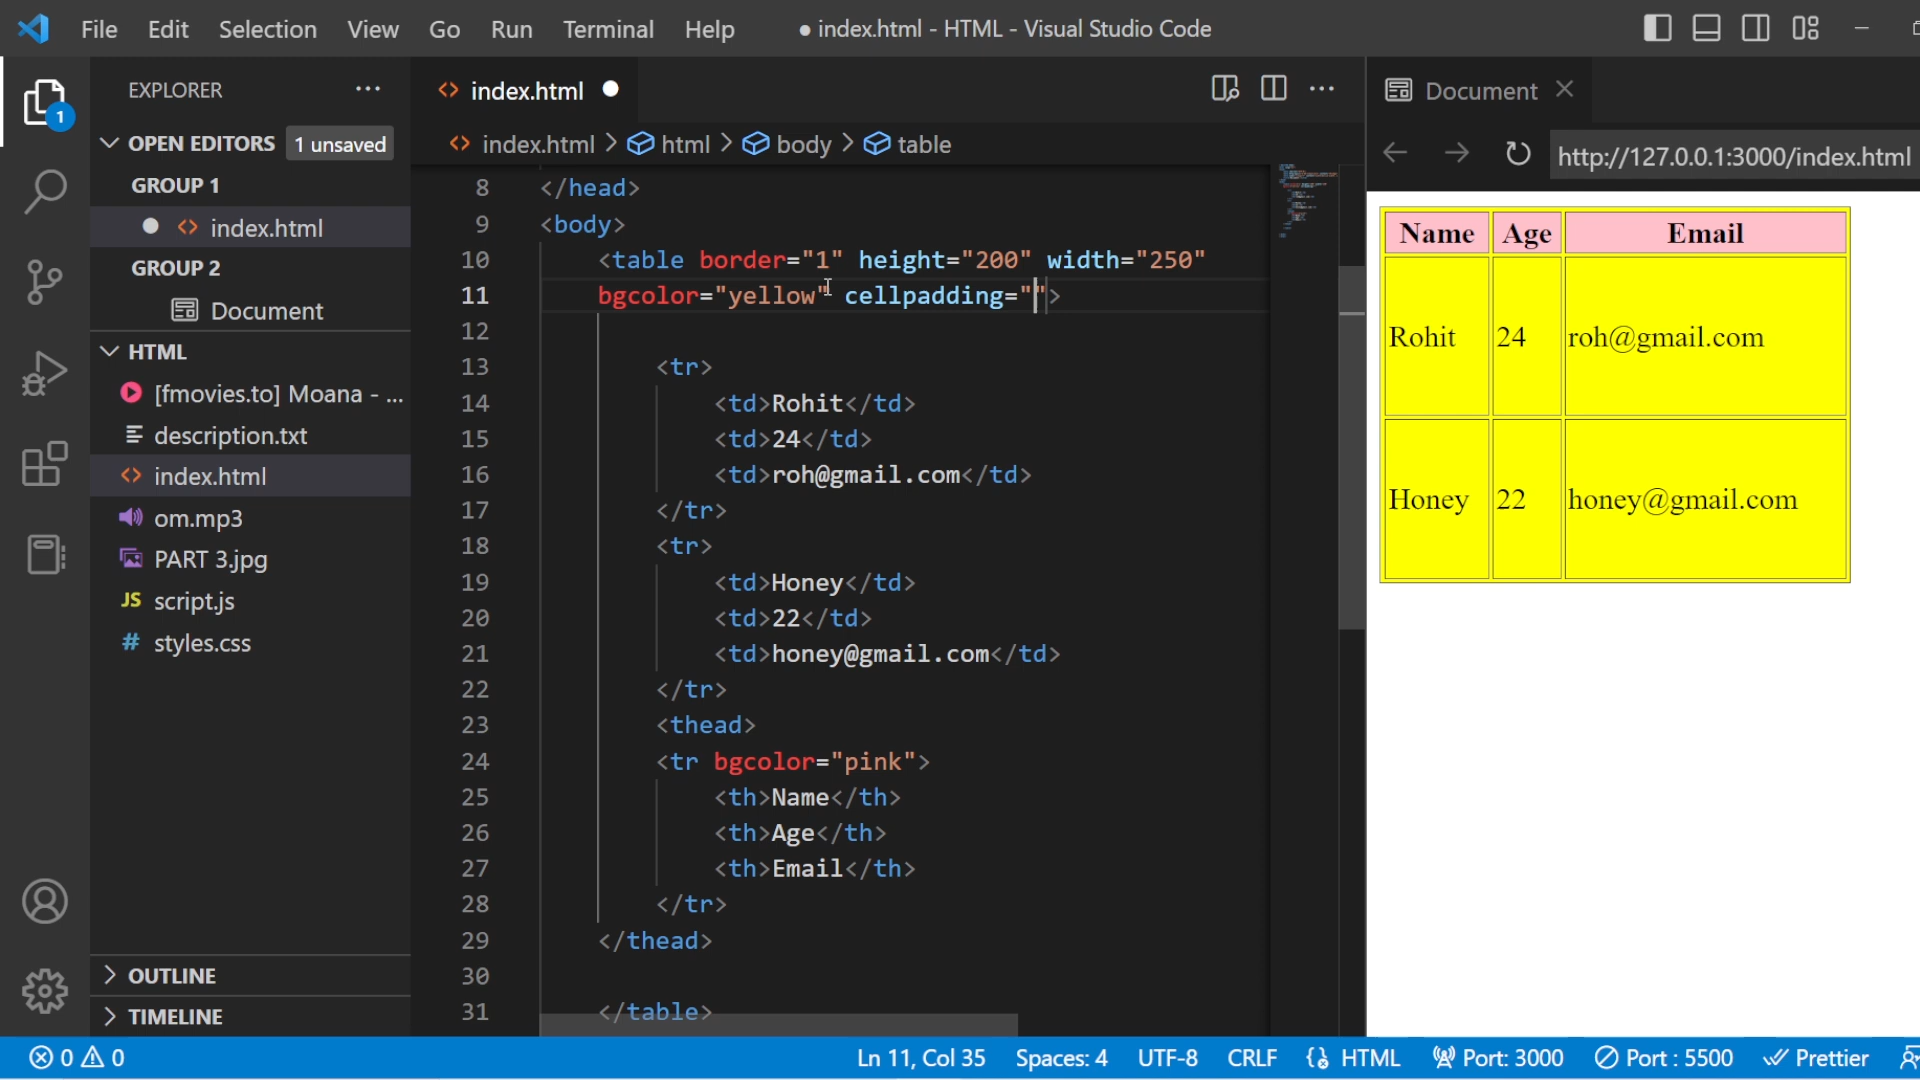 File Edit Selection View Go Run Terminal Help ● index.html - HTML - Visual Studio Code
EXPLORER ···
OPEN EDITORS 1 unsaved
GROUP 1
index.html
GROUP 2
Document
HTML
[fmovies.to] Moana - ...
description.txt
index.html
om.mp3
PART 3.jpg
JS script.js
# styles.css
OUTLINE
TIMELINE
1
<> index.html ●
<> index.html > html > body > table
8 </head>
9 <body>
10 <table border="1" height="200" width="250"
11 bgcolor="yellow" cellpadding="">
12
13 <tr>
14 <td>Rohit</td>
15 <td>24</td>
16 <td>roh@gmail.com</td>
17 </tr>
18 <tr>
19 <td>Honey</td>
20 <td>22</td>
21 <td>honey@gmail.com</td>
22 </tr>
23 <thead>
24 <tr bgcolor="pink">
25 <th>Name</th>
26 <th>Age</th>
27 <th>Email</th>
28 </tr>
29 </thead>
30
31 </table>
Document
http://127.0.0.1:3000/index.html
Name Age Email
Rohit 24 roh@gmail.com
Honey 22 honey@gmail.com
0 0 Ln 11, Col 35 Spaces: 4 UTF-8 CRLF HTML Port: 3000 Port : 5500 Prettier